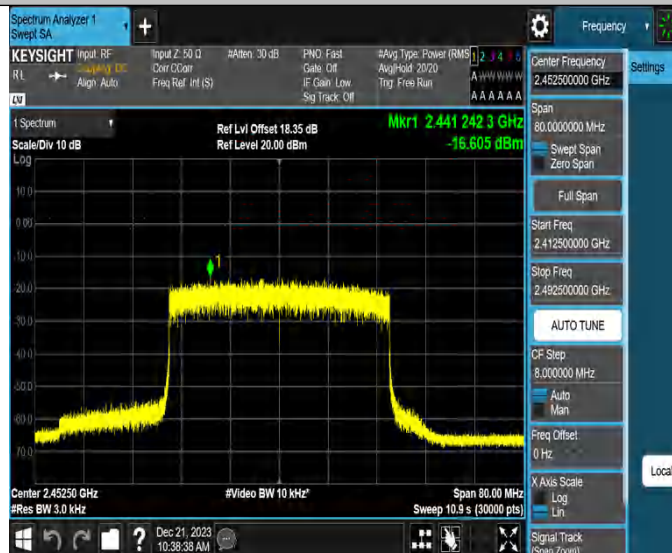 Spectrum Analyzer 1
Swept SA
+
Frequency
KEYSIGHT
Input: RF
Coupling: DC
Align: Auto
Input Z: 50 Ω
Corr CCorr
Freq Ref: Int (S)
#Atten: 30 dB
PNO: Fast
Gate: Off
IF Gain: Low
Sig Track: Off
#Avg Type: Power (RMS)
Avg|Hold: 20/20
Trig: Free Run
1 2 3 4 5 6
A W W W W W
A A A A A A
RL
LNI
1 Spectrum
Scale/Div 10 dB
Ref Lvl Offset 18.35 dB
Ref Level 20.00 dBm
Mkr1 2.441 242 3 GHz
-16.605 dBm
Log
10.0
0.00
-10.0
-20.0
-30.0
-40.0
-50.0
-60.0
-70.0
1
Center 2.45250 GHz
#Res BW 3.0 kHz
#Video BW 10 kHz*
Span 80.00 MHz
Sweep 10.9 s (30000 pts)
Dec 21, 2023
10:38:38 AM
?
Center Frequency
2.452500000 GHz
Settings
Span
80.0000000 MHz
Swept Span
Zero Span
Full Span
Start Freq
2.412500000 GHz
Stop Freq
2.492500000 GHz
AUTO TUNE
CF Step
8.000000 MHz
Auto
Man
Freq Offset
0 Hz
Local
X Axis Scale
Log
Lin
Signal Track
(Span Zoom)